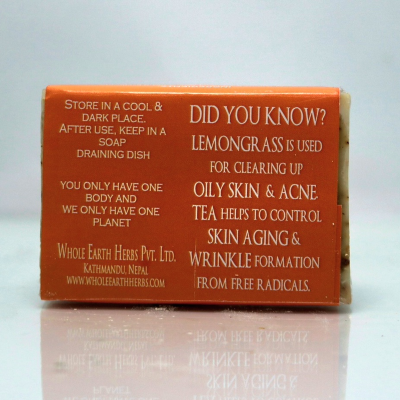 STORE IN A COOL &
DARK PLACE.
AFTER USE, KEEP IN A
SOAP
DRAINING DISH
YOU ONLY HAVE ONE
BODY AND
WE ONLY HAVE ONE
PLANET
WHOLE EARTH HERBS PVT. LTD.
KATHMANDU, NEPAL
WWW.WHOLEEARTHHERBS.COM
DID YOU KNOW?
LEMONGRASS IS USED
FOR CLEARING UP
OILY SKIN & ACNE.
TEA HELPS TO CONTROL
SKIN AGING &
WRINKLE FORMATION
FROM FREE RADICALS.